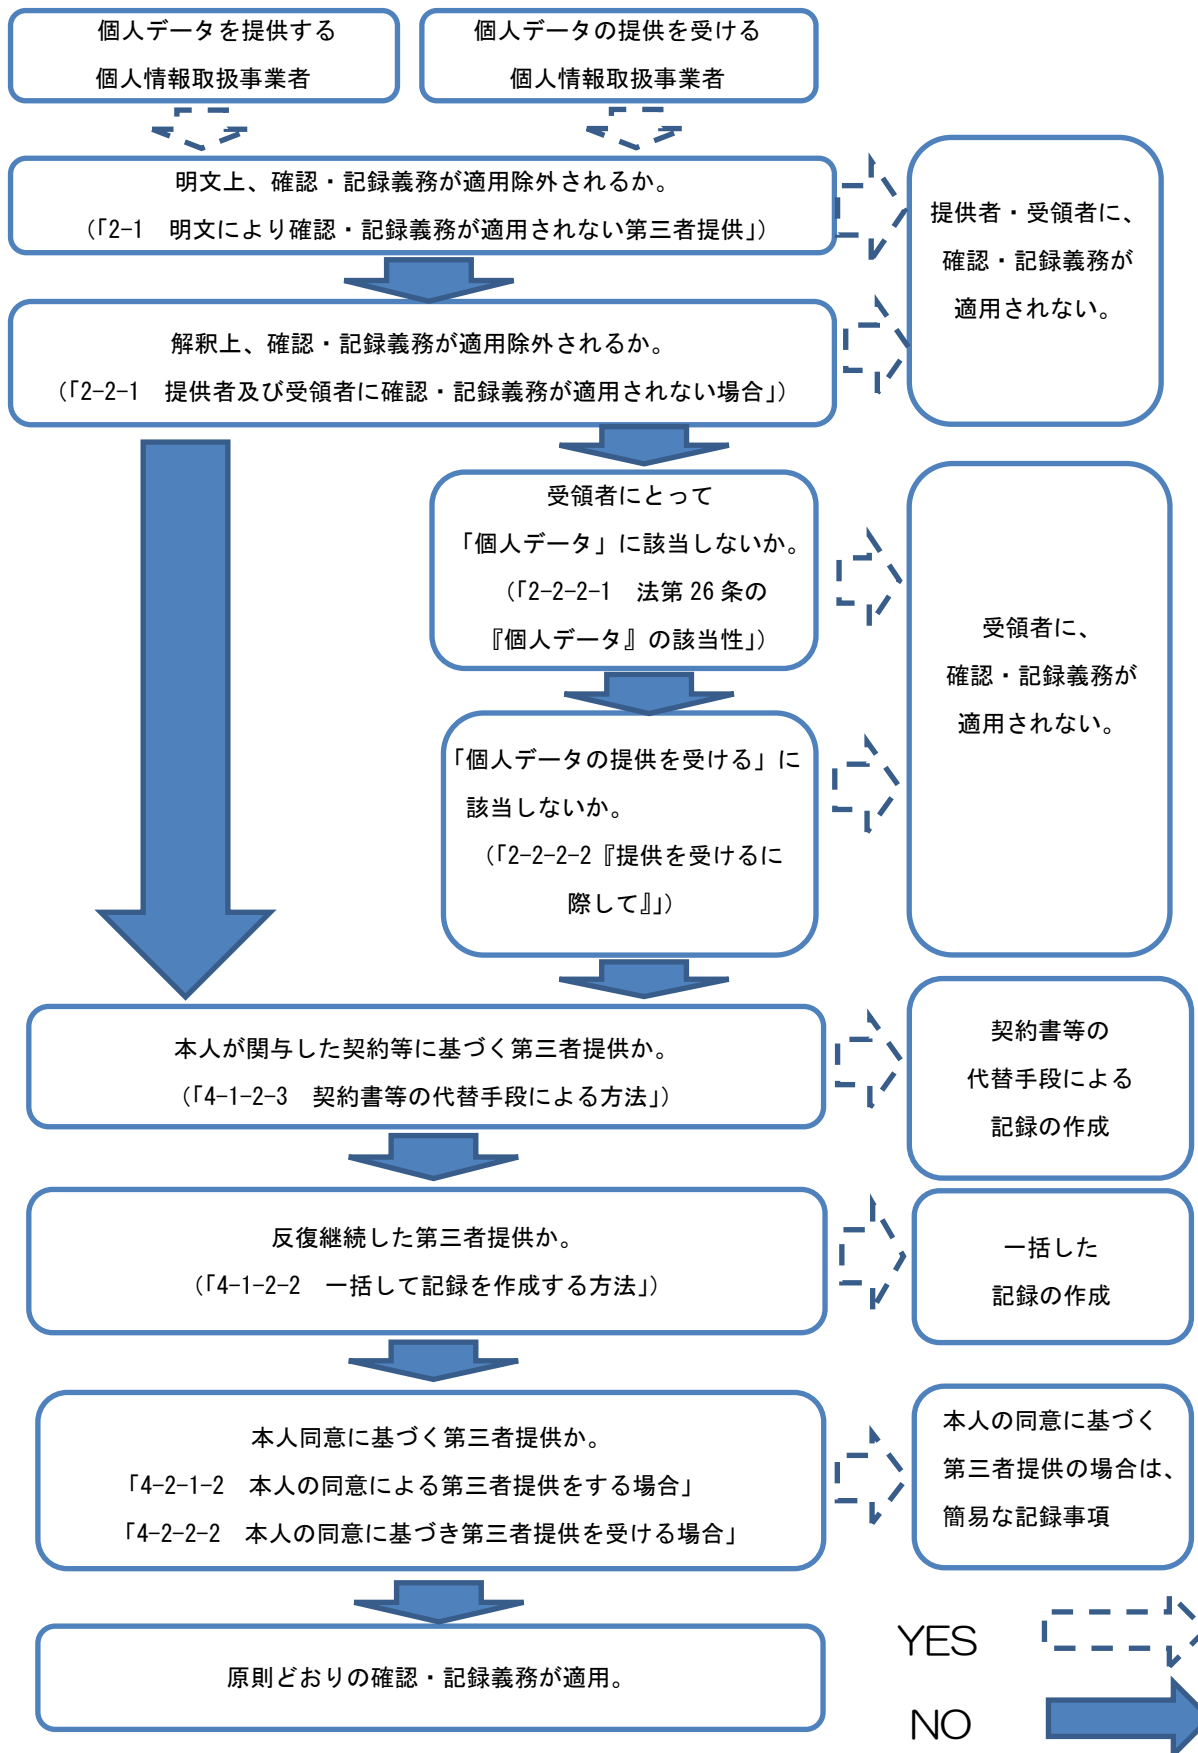 個人データを提供する
個人情報取扱事業者
個人データの提供を受ける
個人情報取扱事業者
明文上、確認・記録義務が適用除外されるか。
（「2-1　明文により確認・記録義務が適用されない第三者提供」）
提供者・受領者に、
確認・記録義務が
適用されない。
解釈上、確認・記録義務が適用除外されるか。
（「2-2-1　提供者及び受領者に確認・記録義務が適用されない場合」）
受領者にとって
「個人データ」に該当しないか。
（「2-2-2-1　法第 26 条の
『個人データ』の該当性」）
受領者に、
確認・記録義務が
適用されない。
「個人データの提供を受ける」に
該当しないか。
（「2-2-2-2『提供を受けるに
際して』」）
本人が関与した契約等に基づく第三者提供か。
（「4-1-2-3　契約書等の代替手段による方法」）
契約書等の
代替手段による
記録の作成
反復継続した第三者提供か。
（「4-1-2-2　一括して記録を作成する方法」）
一括した
記録の作成
本人同意に基づく第三者提供か。
「4-2-1-2　本人の同意による第三者提供をする場合」
「4-2-2-2　本人の同意に基づき第三者提供を受ける場合」
本人の同意に基づく
第三者提供の場合は、
簡易な記録事項
原則どおりの確認・記録義務が適用。
YES
NO